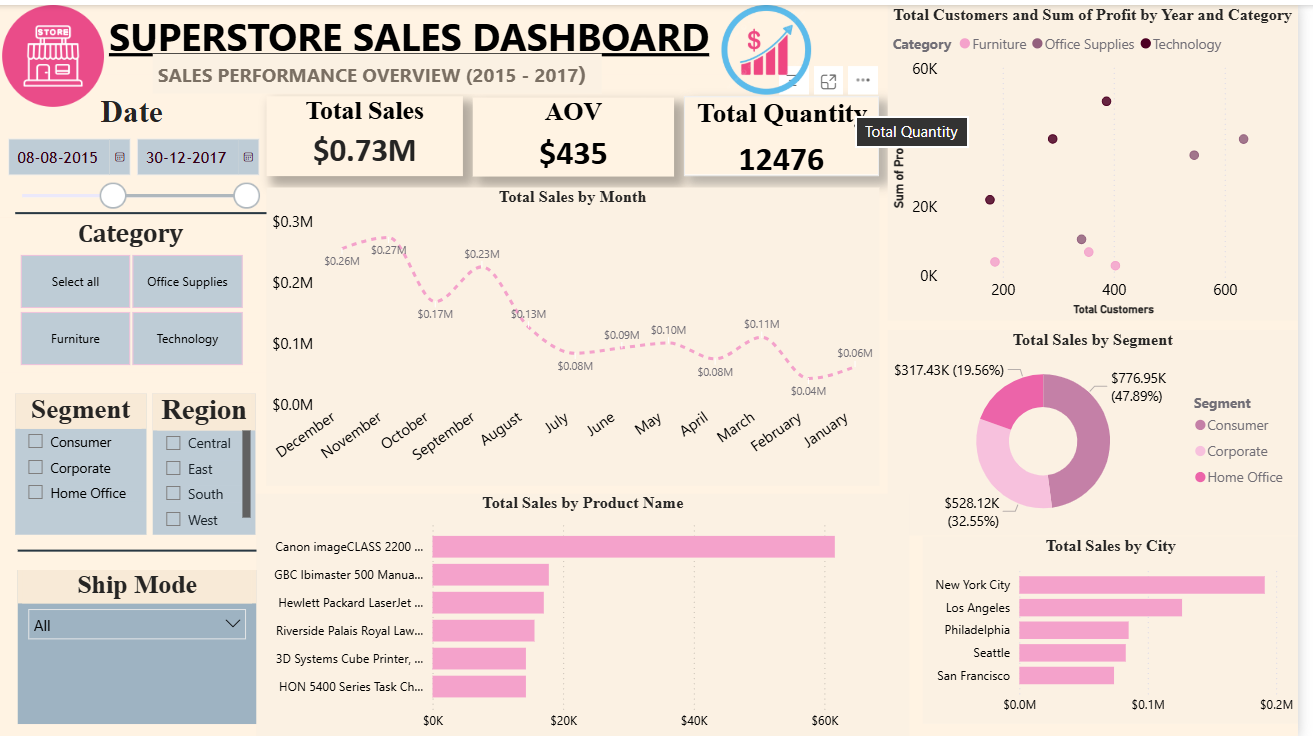 STORE
SUPERSTORE SALES DASHBOARD
SALES PERFORMANCE OVERVIEW (2015 - 2017)
$
Date
08-08-2015
30-12-2017
Category
Select all
Office Supplies
Furniture
Technology
Segment
Consumer
Corporate
Home Office
Region
Central
East
South
West
Ship Mode
All
Total Sales
$0.73M
AOV
$435
Total Quantity
12476
Total Quantity
Total Sales by Month
$0.3M
$0.2M
$0.1M
$0.0M
$0.26M
$0.27M
$0.17M
$0.23M
$0.13M
$0.08M
$0.09M
$0.10M
$0.08M
$0.11M
$0.04M
$0.06M
December
November
October
September
August
July
June
May
April
March
February
January
Total Sales by Product Name
Canon imageCLASS 2200 ...
GBC Ibimaster 500 Manua...
Hewlett Packard LaserJet ...
Riverside Palais Royal Law...
3D Systems Cube Printer, ...
HON 5400 Series Task Ch...
$0K
$20K
$40K
$60K
Total Customers and Sum of Profit by Year and Category
Category
Furniture
Office Supplies
Technology
60K
20K
0K
Sum of Pro
200
400
600
Total Customers
Total Sales by Segment
$317.43K (19.56%)
$776.95K
(47.89%)
$528.12K
(32.55%)
Segment
Consumer
Corporate
Home Office
Total Sales by City
New York City
Los Angeles
Philadelphia
Seattle
San Francisco
$0.0M
$0.1M
$0.2M